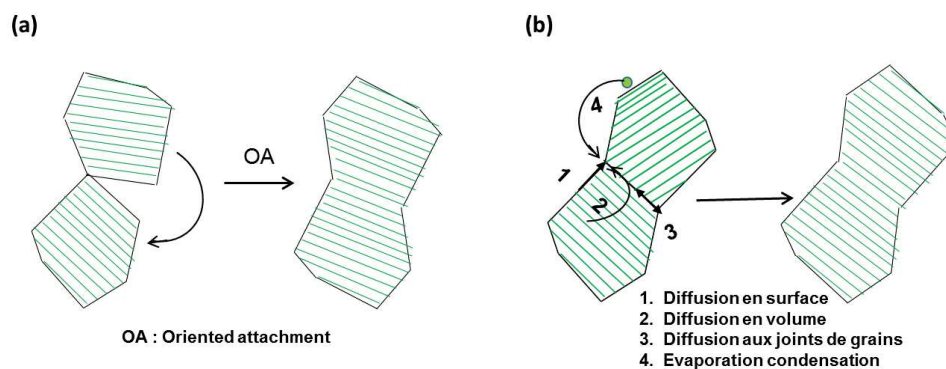 (a)
OA
OA : Oriented attachment
(b)
4
1
2
3
1. Diffusion en surface
2. Diffusion en volume
3. Diffusion aux joints de grains
4. Evaporation condensation